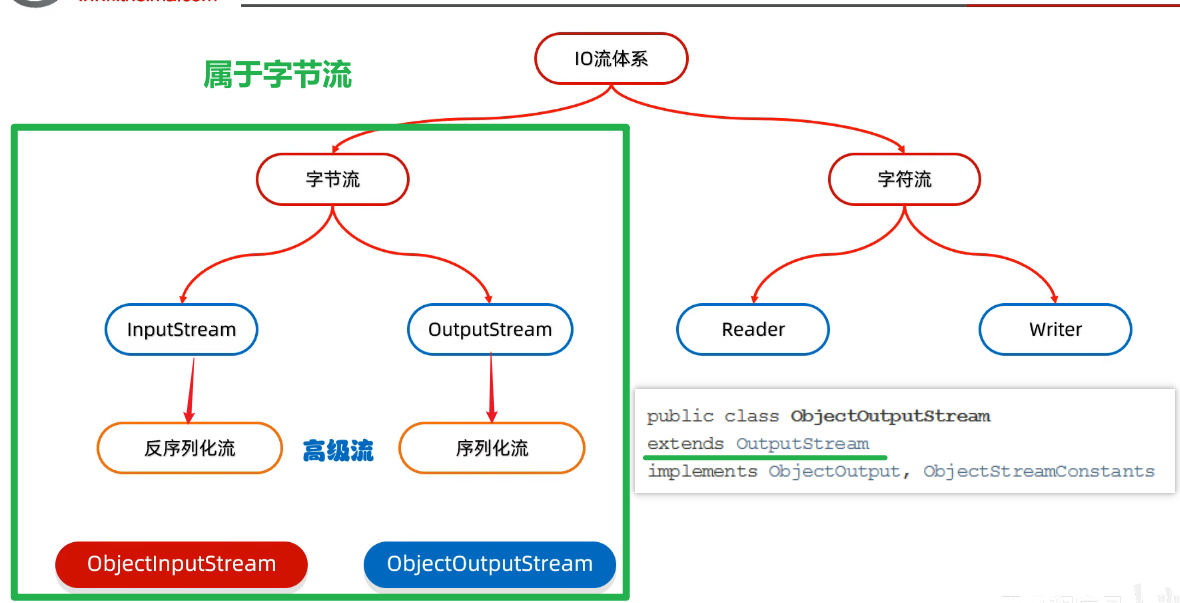 IO流体系
属于字节流
字节流
字符流
InputStream
OutputStream
Reader
Writer
public class ObjectOutputStream
extends OutputStream
implements ObjectOutput, ObjectStreamConstants
反序列化流
高级流
序列化流
ObjectInputStream
ObjectOutputStream